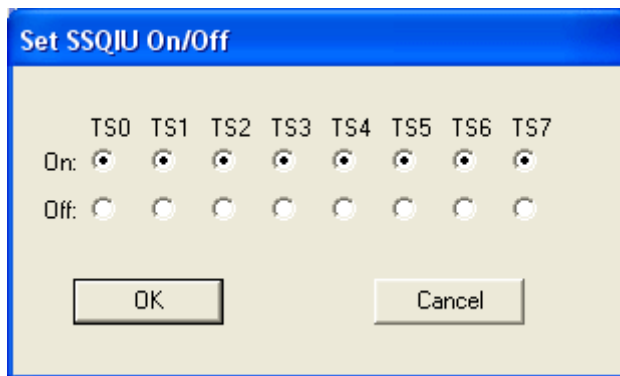 Set SSQIU On/Off
TS0 TS1 TS2 TS3 TS4 TS5 TS6 TS7
On:
Off:
OK Cancel